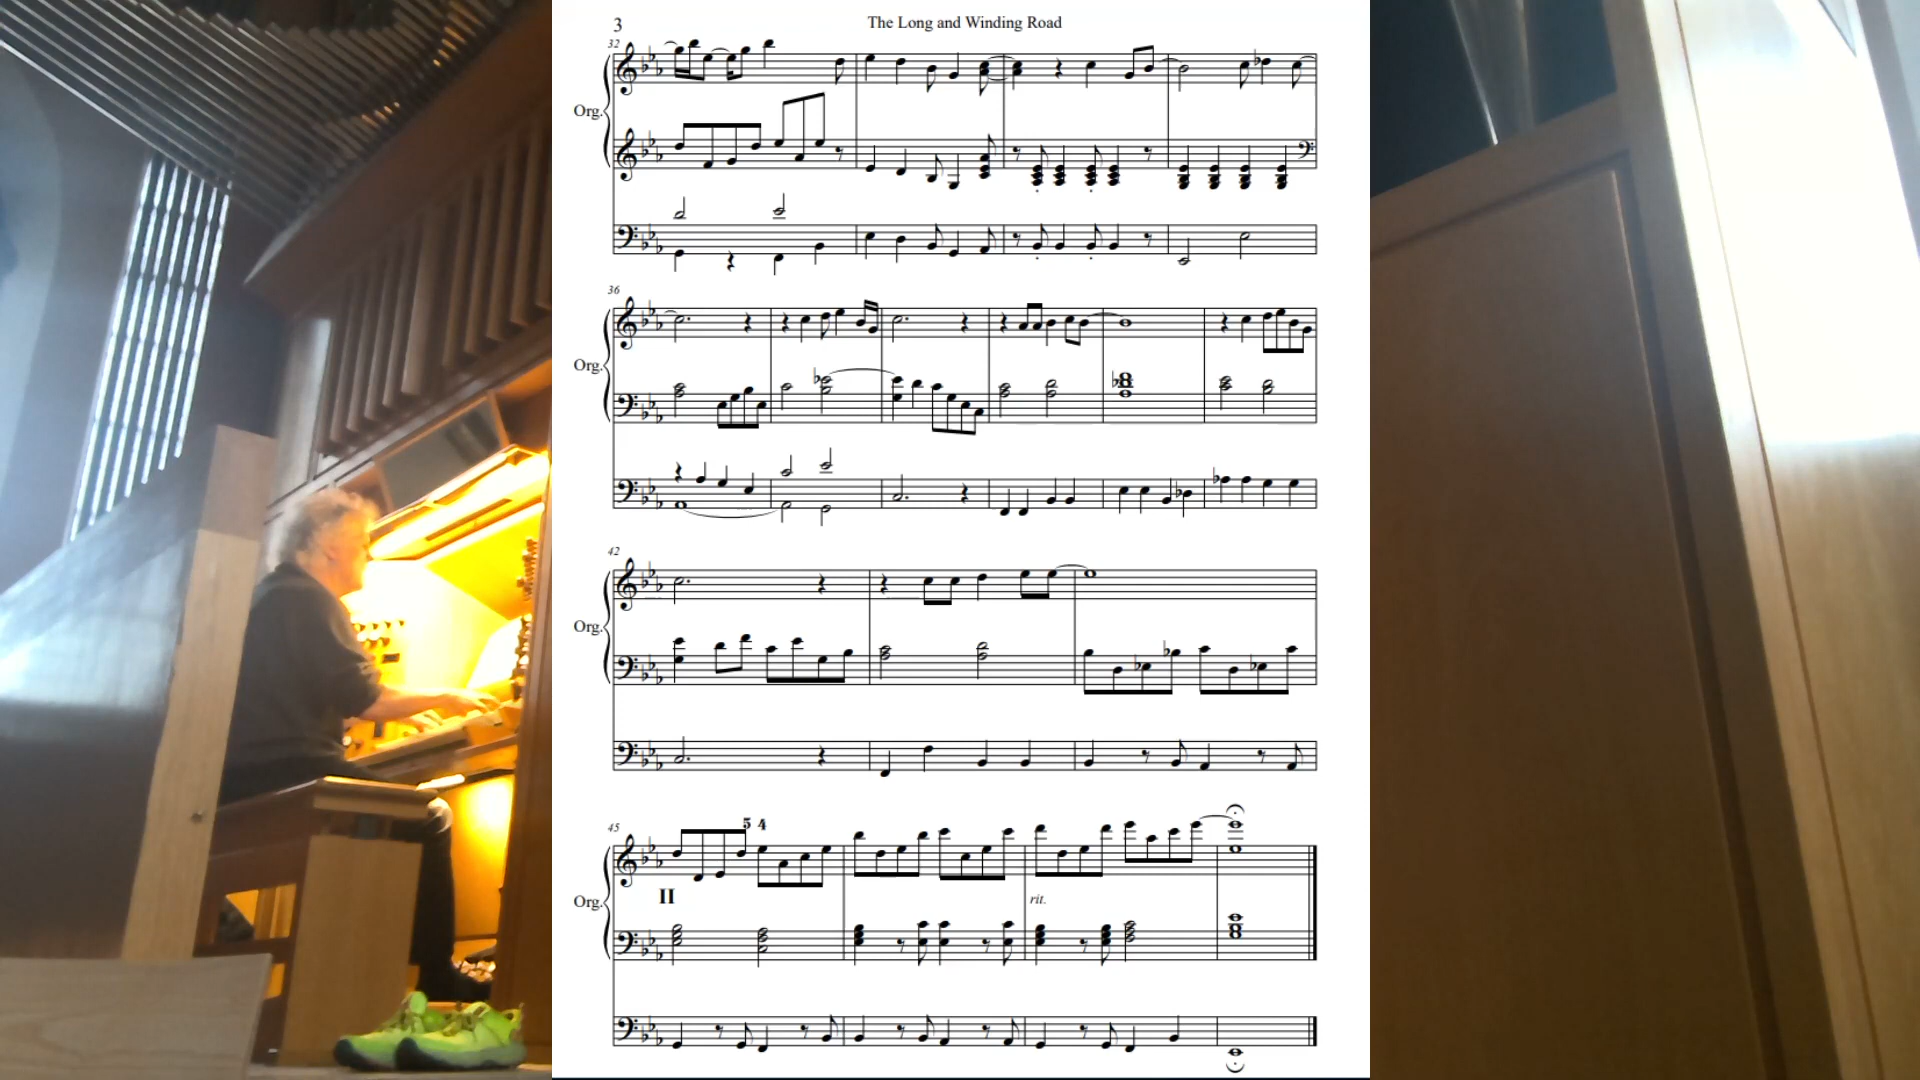 3
The Long and Winding Road
32
Org.
36
Org.
42
Org.
45
5 4
II
Org.
rit.